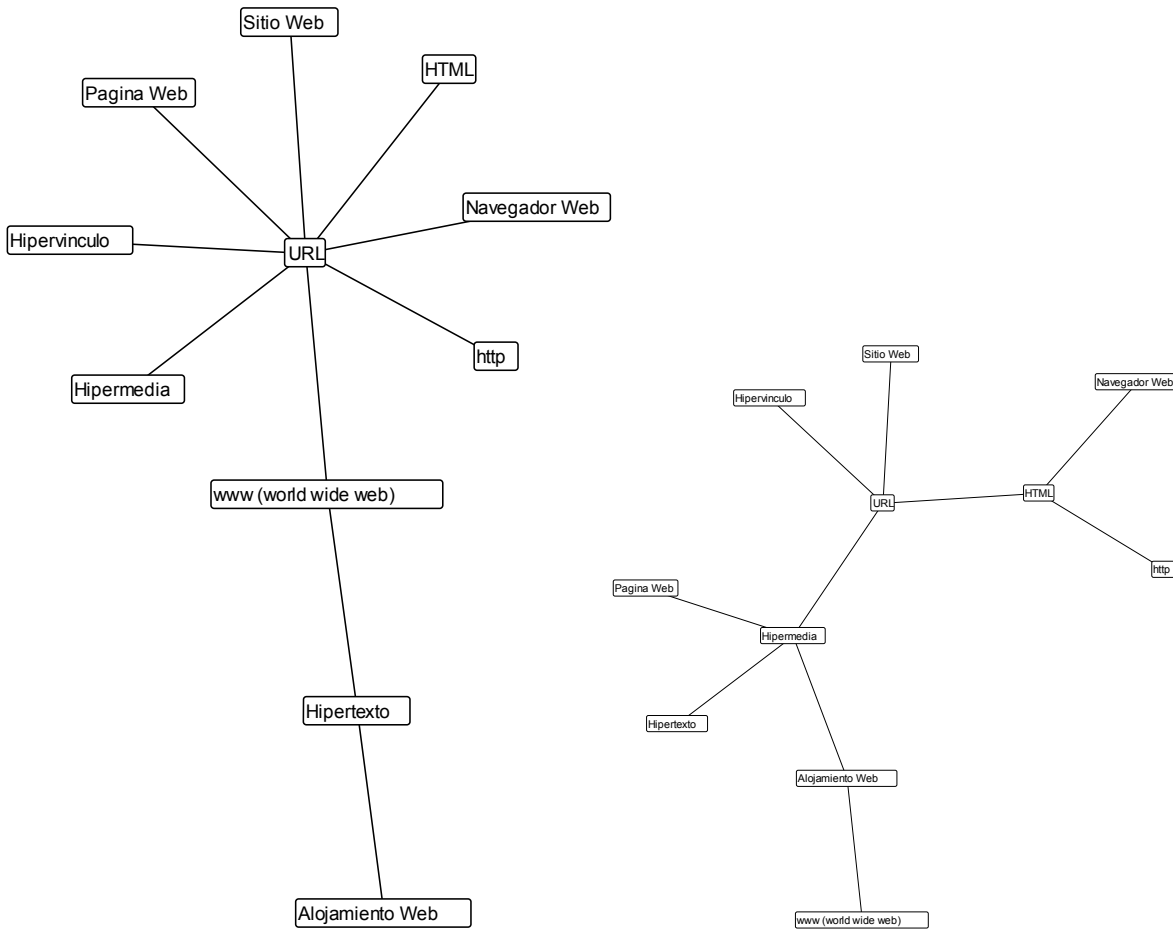 Sitio Web
HTML
Pagina Web
Navegador Web
Hipervinculo
URL
http
Hipermedia
www (world wide web)
Hipertexto
Alojamiento Web
Sitio Web
Navegador Web
Hipervinculo
HTML
URL
http
Pagina Web
Hipermedia
Hipertexto
Alojamiento Web
www (world wide web)